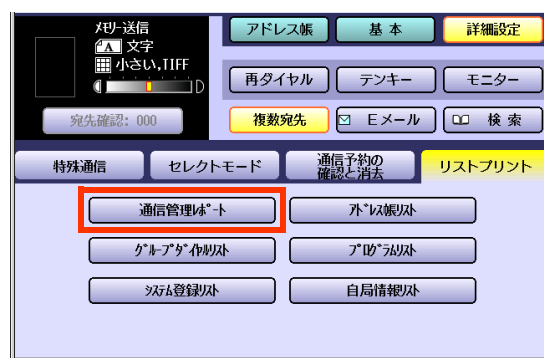 ﾒﾓﾘｰ送信
A 文字
小さい,TIFF
D
宛先確認: 000
アドレス帳
基本
詳細設定
再ダイヤル
テンキー
モニター
複数宛先
Eメール
検索
特殊通信
セレクトモード
通信予約の
確認と消去
リストプリント
通信管理ﾚﾎﾟｰﾄ
ｱﾄﾞﾚｽ帳ﾘｽﾄ
ｸﾞﾙｰﾌﾟﾀﾞｲﾔﾙﾘｽﾄ
ﾌﾟﾛｸﾞﾗﾑﾘｽﾄ
ｼｽﾃﾑ登録ﾘｽﾄ
自局情報ﾘｽﾄ